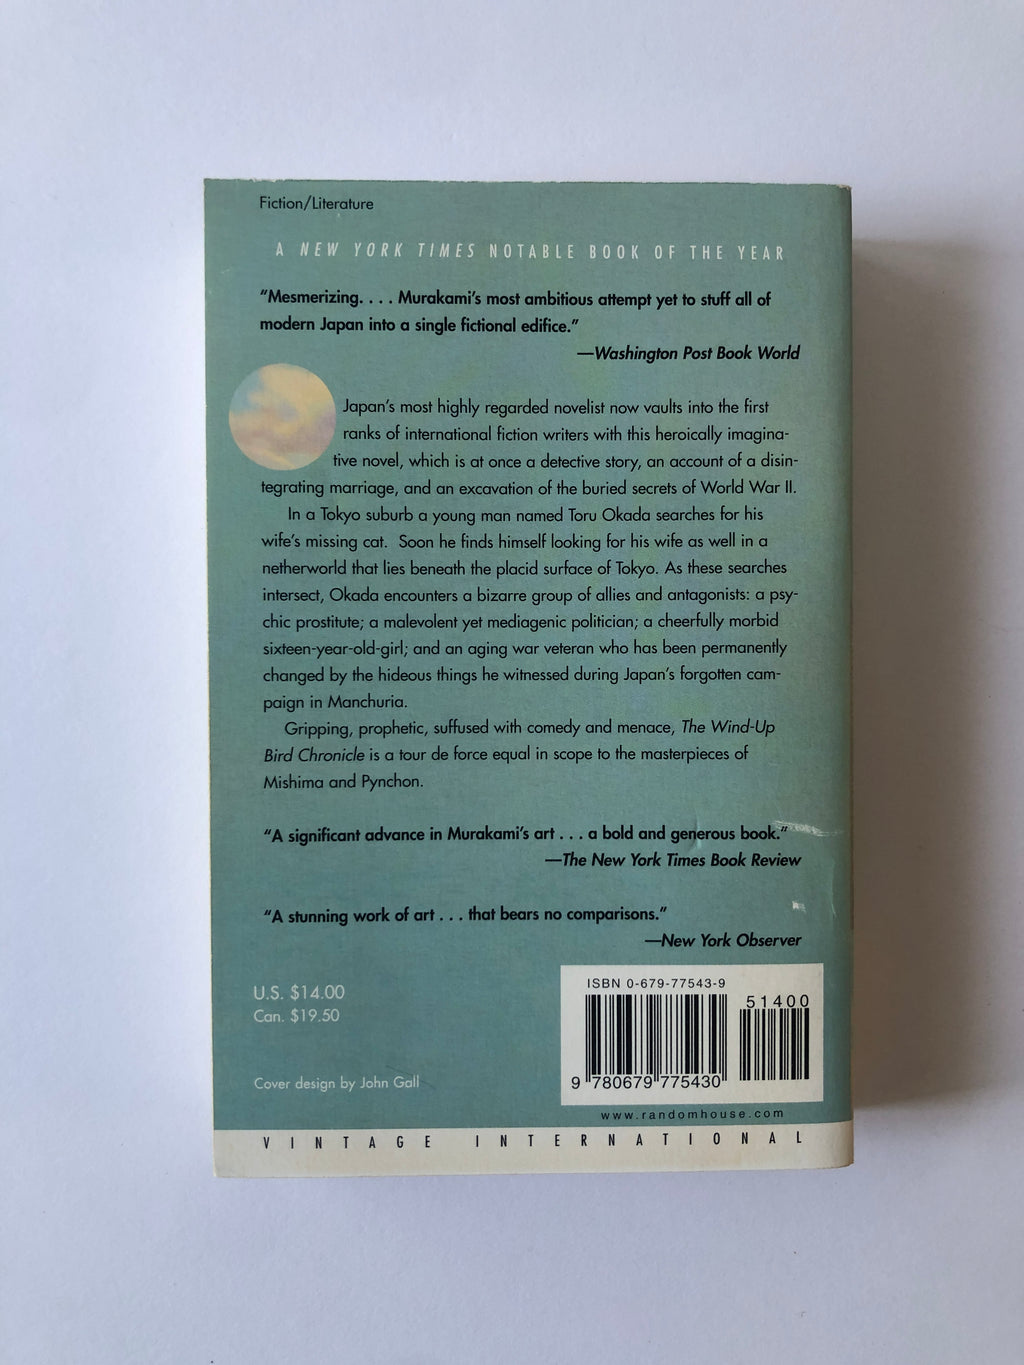 Fiction/Literature
A NEW YORK TIMES NOTABLE BOOK OF THE YEAR
“Mesmerizing. . . . Murakami’s most ambitious attempt yet to stuff all of
modern Japan into a single fictional edifice.”
—Washington Post Book World
Japan’s most highly regarded novelist now vaults into the first
ranks of international fiction writers with this heroically imagina-
tive novel, which is at once a detective story, an account of a disin-
tegrating marriage, and an excavation of the buried secrets of World War II.
In a Tokyo suburb a young man named Toru Okada searches for his
wife’s missing cat. Soon he finds himself looking for his wife as well in a
netherworld that lies beneath the placid surface of Tokyo. As these searches
intersect, Okada encounters a bizarre group of allies and antagonists: a psy-
chic prostitute; a malevolent yet mediagenic politician; a cheerfully morbid
sixteen-year-old-girl; and an aging war veteran who has been permanently
changed by the hideous things he witnessed during Japan’s forgotten cam-
paign in Manchuria.
Gripping, prophetic, suffused with comedy and menace, The Wind-Up
Bird Chronicle is a tour de force equal in scope to the masterpieces of
Mishima and Pynchon.
“A significant advance in Murakami’s art . . . a bold and generous book.”
—The New York Times Book Review
“A stunning work of art . . . that bears no comparisons.”
—New York Observer
U.S. $14.00
Can. $19.50
Cover design by John Gall
ISBN 0-679-77543-9
51400
9 780679 775430
www.randomhouse.com
VINTAGE INTERNATIONAL